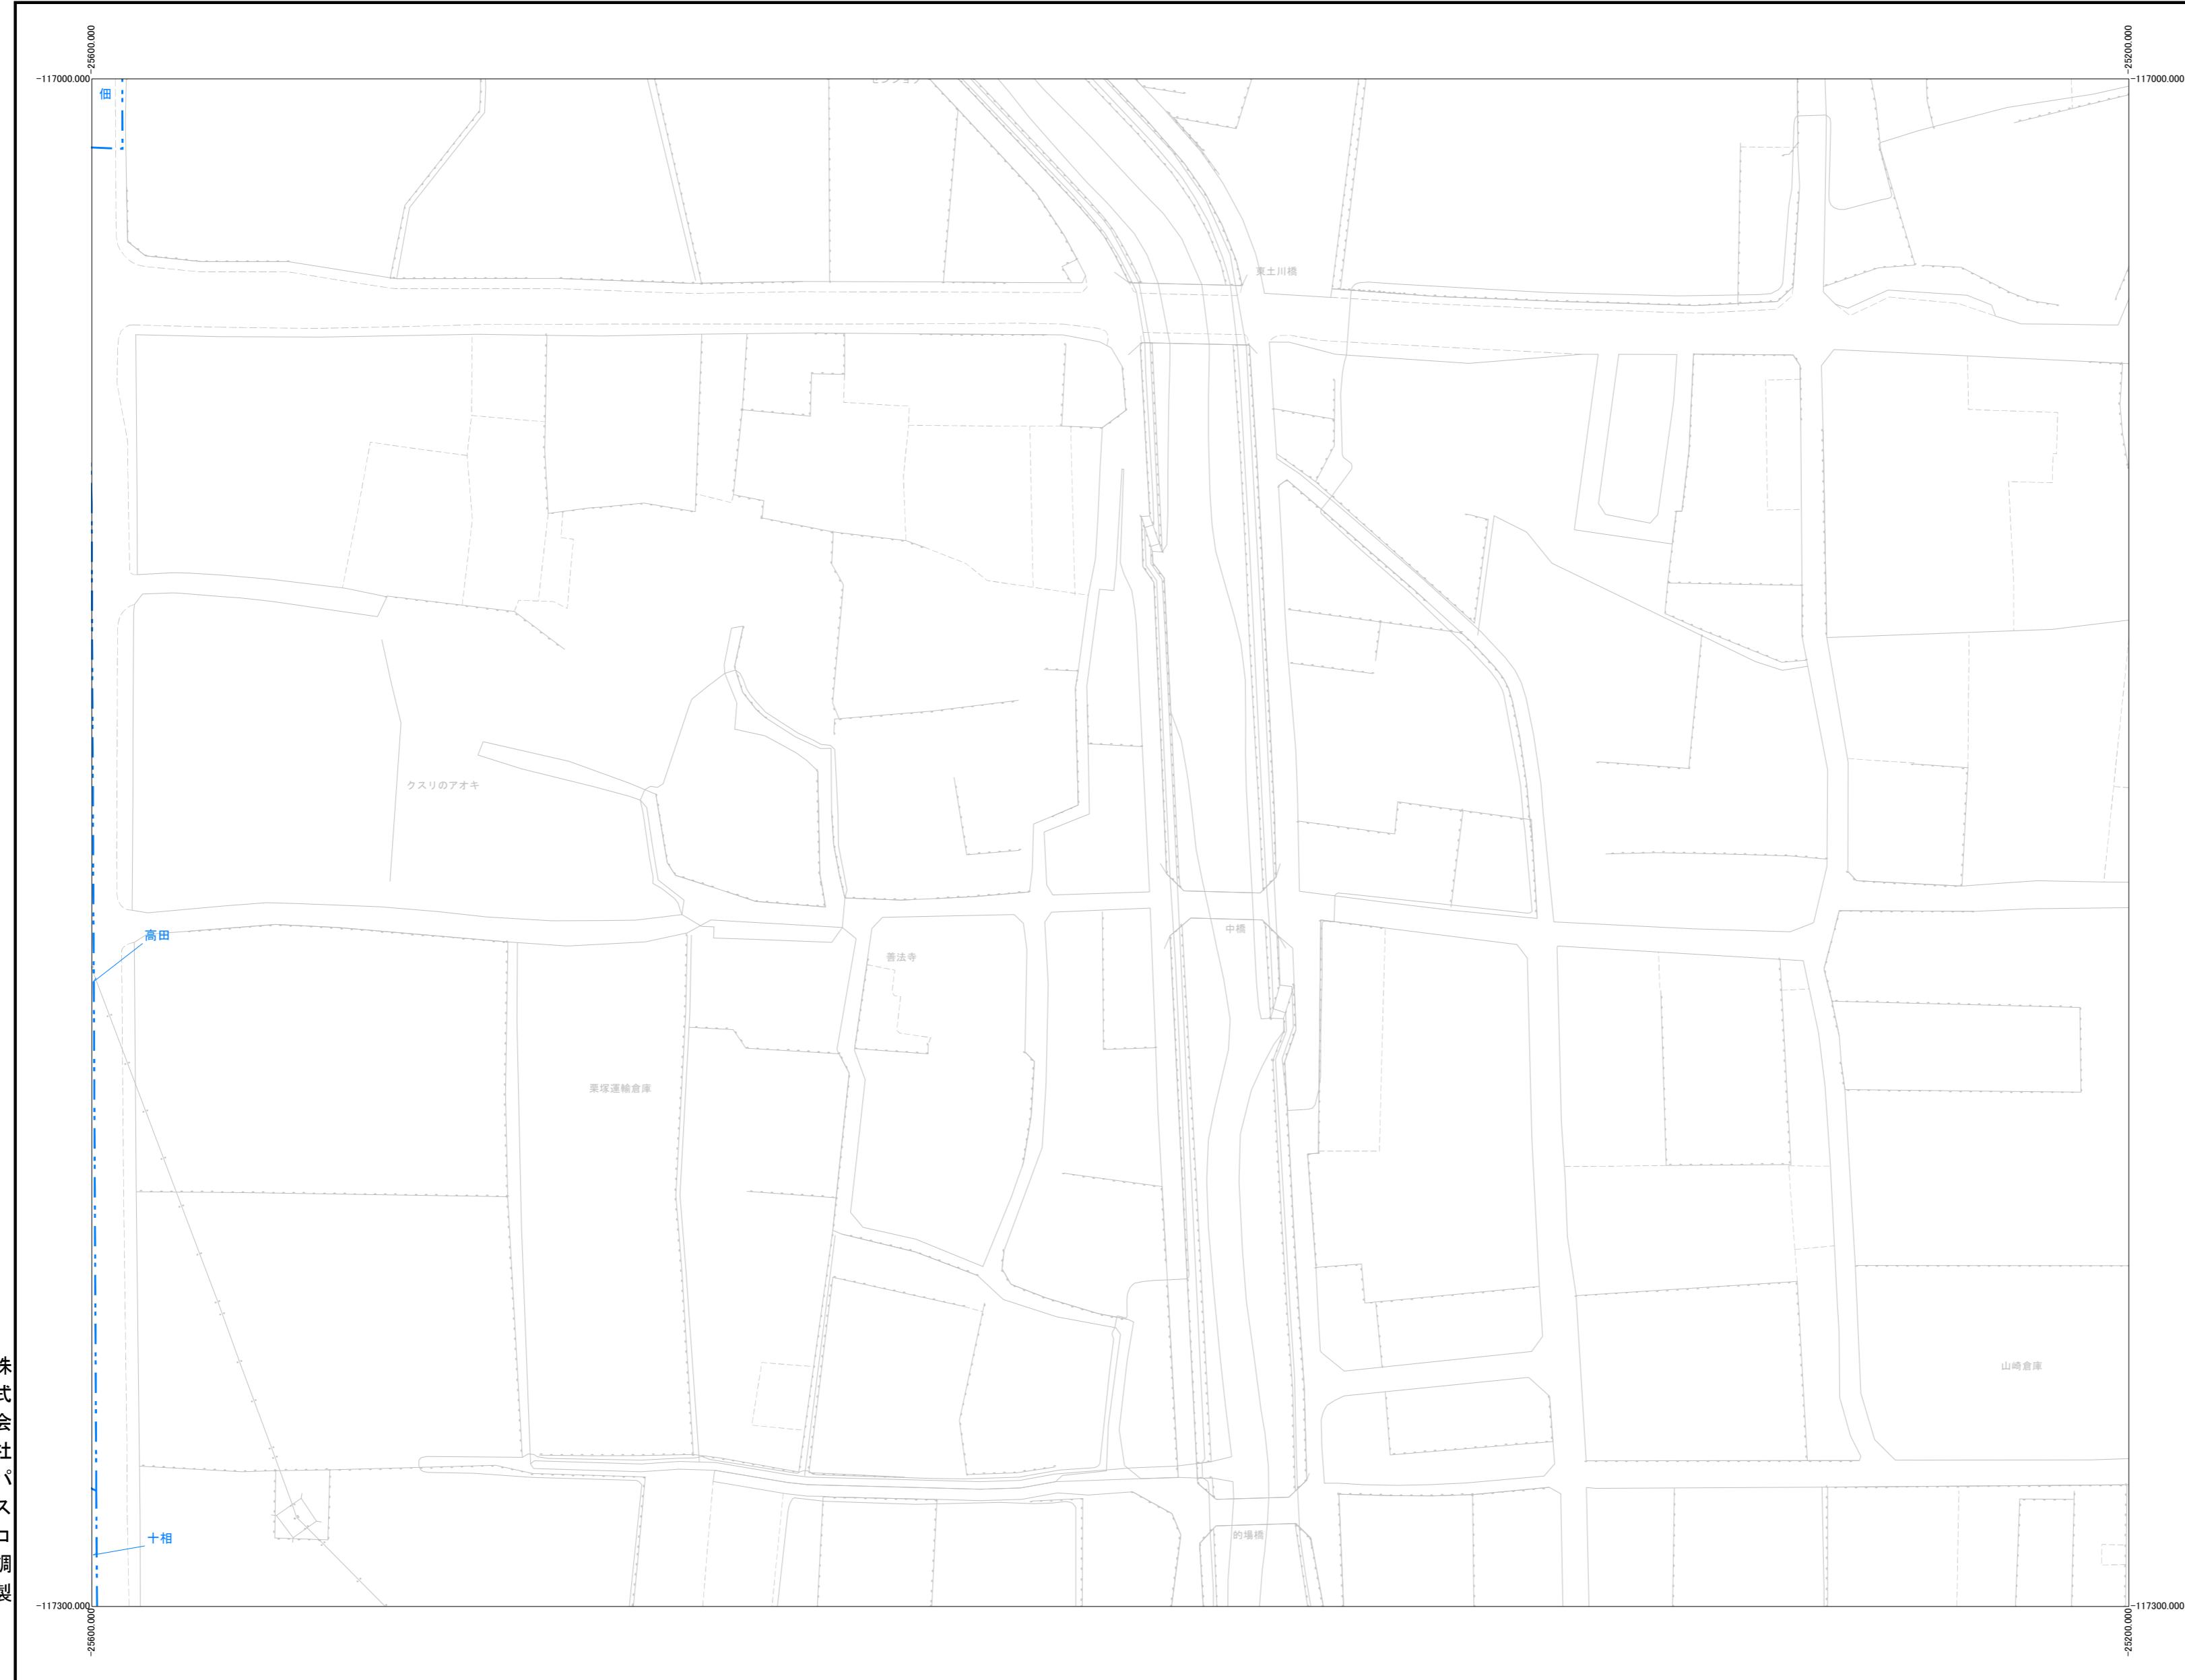 -25600.000
-25200.000
-117000.000
-117000.000
佃
東土川橋
クスリのアオキ
高田
中橋
善法寺
栗塚運輸倉庫
山崎倉庫
株式会社パスコ調製
十相
的場橋
-117300.000
-117300.000
-25600.000
-25200.000